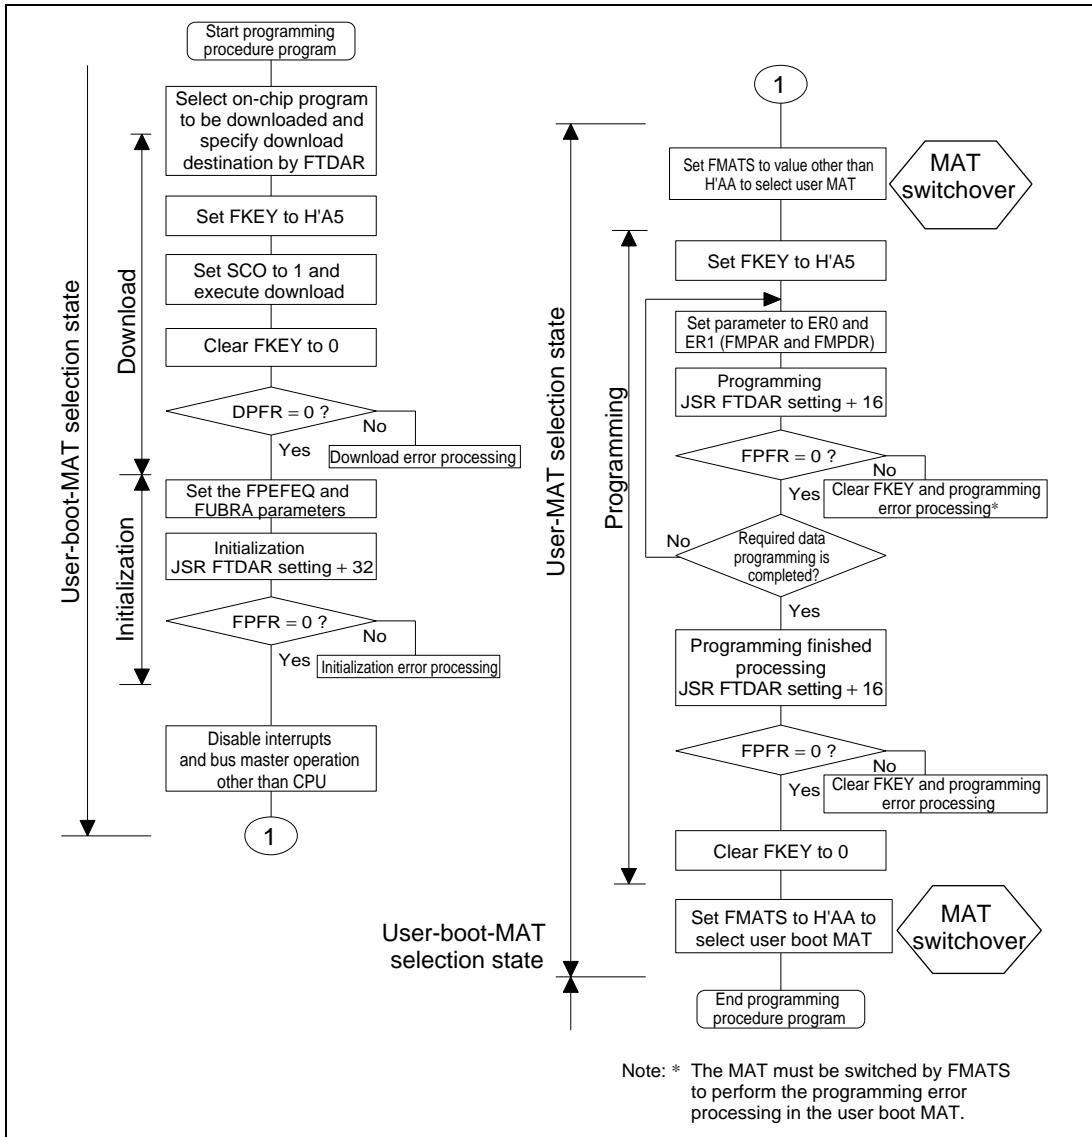 Start programming
procedure program
Select on-chip program
to be downloaded and
specify download
destination by FTDAR
Set FKEY to H'A5
Set SCO to 1 and
execute download
Clear FKEY to 0
DPFR = 0 ?
No
Yes
Download error processing
Set the FPEFEQ and
FUBRA parameters
Initialization
JSR FTDAR setting + 32
FPFR = 0 ?
No
Yes
Initialization error processing
Disable interrupts
and bus master operation
other than CPU
1
User-boot-MAT selection state
Download
Initialization
1
Set FMATS to value other than
H'AA to select user MAT
MAT
switchover
Set FKEY to H'A5
Set parameter to ER0 and
ER1 (FMPAR and FMPDR)
Programming
JSR FTDAR setting + 16
FPFR = 0 ?
No
Yes
Clear FKEY and programming
error processing*
No
Required data
programming is
completed?
Yes
Programming finished
processing
JSR FTDAR setting + 16
FPFR = 0 ?
No
Yes
Clear FKEY and programming
error processing
Clear FKEY to 0
Set FMATS to H'AA to
select user boot MAT
MAT
switchover
End programming
procedure program
User-MAT selection state
Programming
User-boot-MAT
selection state
Note: * The MAT must be switched by FMATS
to perform the programming error
processing in the user boot MAT.